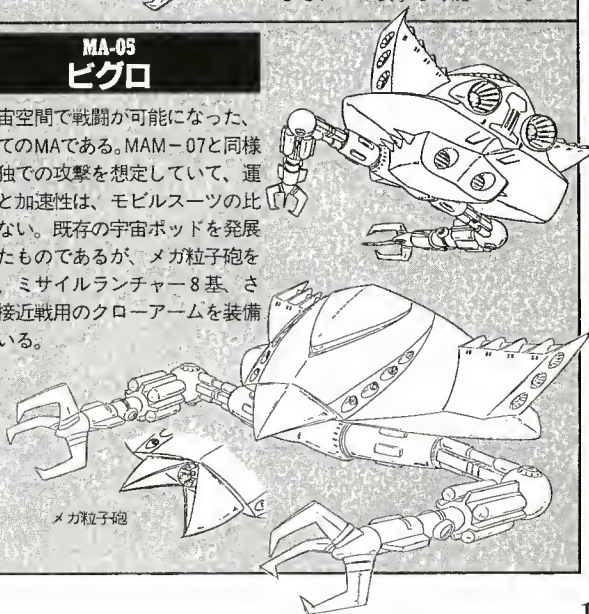 MA-05
ビグロ
宙空間で戦闘が可能になった、
てのMAである。MAM-07と同様
独での攻撃を想定していて、運
と加速性は、モビルスーツの比
ない。既存の宇宙ポッドを発展
たものであるが、メガ粒子砲を
、ミサイルランチャー8基、さ
接近戦用のクローアームを装備
いる。
メガ粒子砲
1